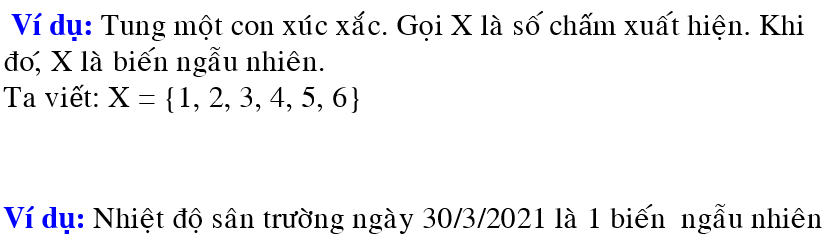 Ví dụ: Tung một con xúc xắc. Gọi X là số chấm xuất hiện. Khi
đó, X là biến ngẫu nhiên.
Ta viết: X = {1, 2, 3, 4, 5, 6}
Ví dụ: Nhiệt độ sân trường ngày 30/3/2021 là 1 biến ngẫu nhiên